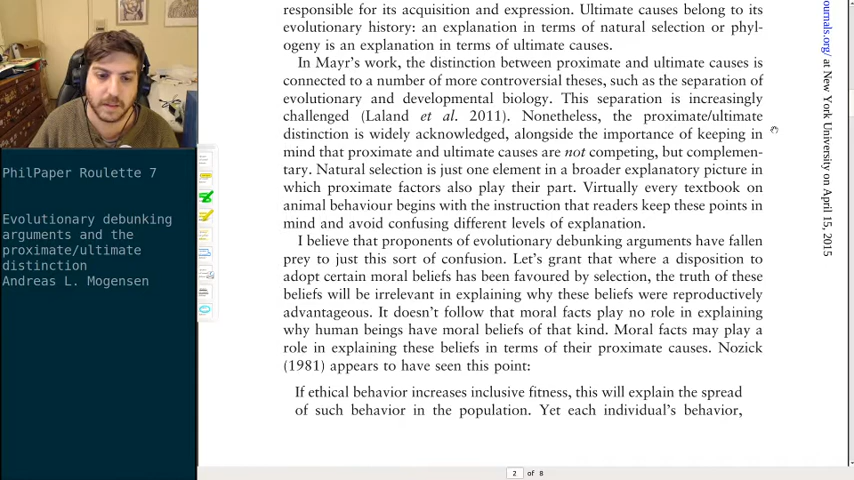 responsible for its acquisition and expression. Ultimate causes belong to its
evolutionary history: an explanation in terms of natural selection or phyl-
ogeny is an explanation in terms of ultimate causes.
In Mayr's work, the distinction between proximate and ultimate causes is
connected to a number of more controversial theses, such as the separation of
evolutionary and developmental biology. This separation is increasingly
challenged (Laland et al. 2011). Nonetheless, the proximate/ultimate
distinction is widely acknowledged, alongside the importance of keeping in
mind that proximate and ultimate causes are not competing, but complemen-
tary. Natural selection is just one element in a broader explanatory picture in
which proximate factors also play their part. Virtually every textbook on
animal behaviour begins with the instruction that readers keep these points in
mind and avoid confusing different levels of explanation.
I believe that proponents of evolutionary debunking arguments have fallen
prey to just this sort of confusion. Let's grant that where a disposition to
adopt certain moral beliefs has been favoured by selection, the truth of these
beliefs will be irrelevant in explaining why these beliefs were reproductively
advantageous. It doesn't follow that moral facts play no role in explaining
why human beings have moral beliefs of that kind. Moral facts may play a
role in explaining these beliefs in terms of their proximate causes. Nozick
(1981) appears to have seen this point:
If ethical behavior increases inclusive fitness, this will explain the spread
of such behavior in the population. Yet each individual's behavior,
journals.org/ at New York University on April 15, 2015
PhilPaper Roulette 7
Evolutionary debunking
arguments and the
proximate/ultimate
distinction
Andreas L. Mogensen
2 of 8